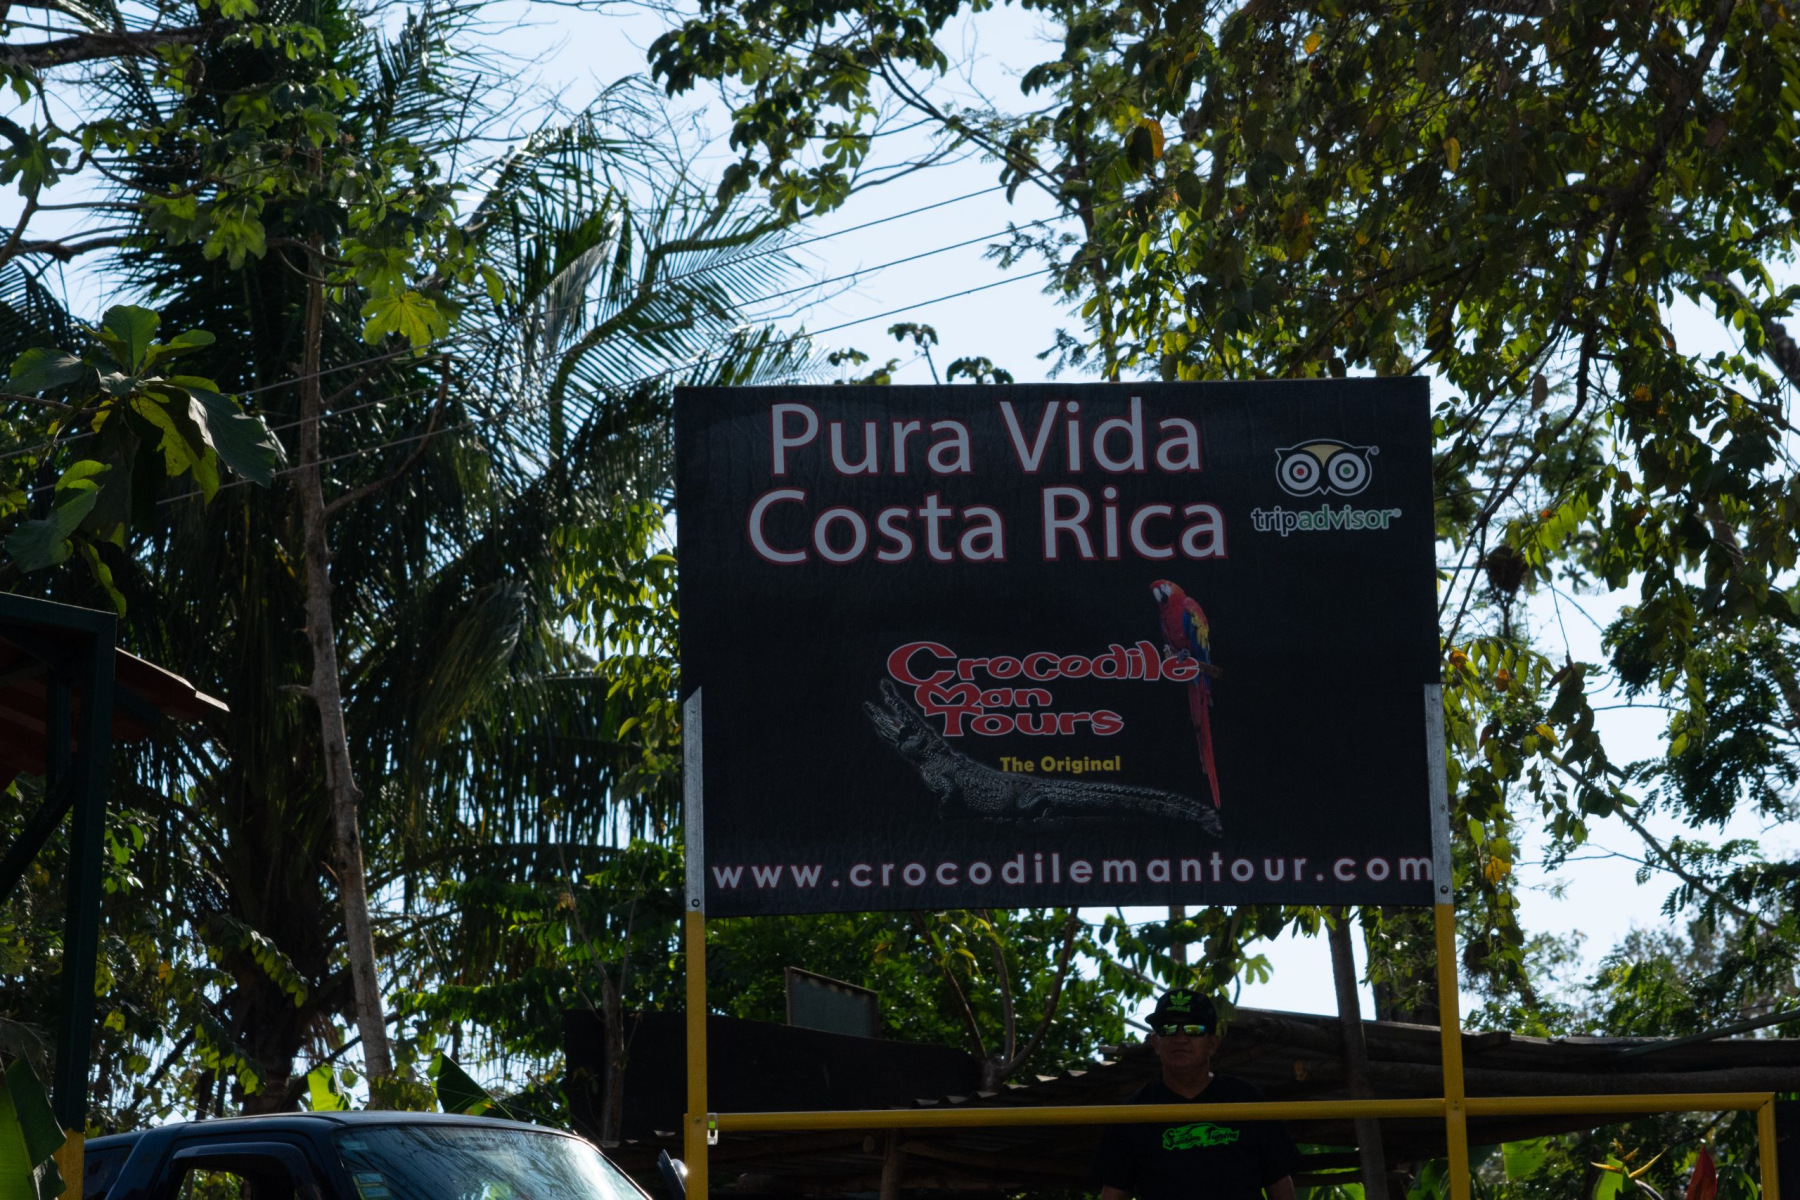 Pura Vida
Costa Rica
tripadvisor®
Crocodile
Man
Tours
The Original
www.crocodilemantour.com